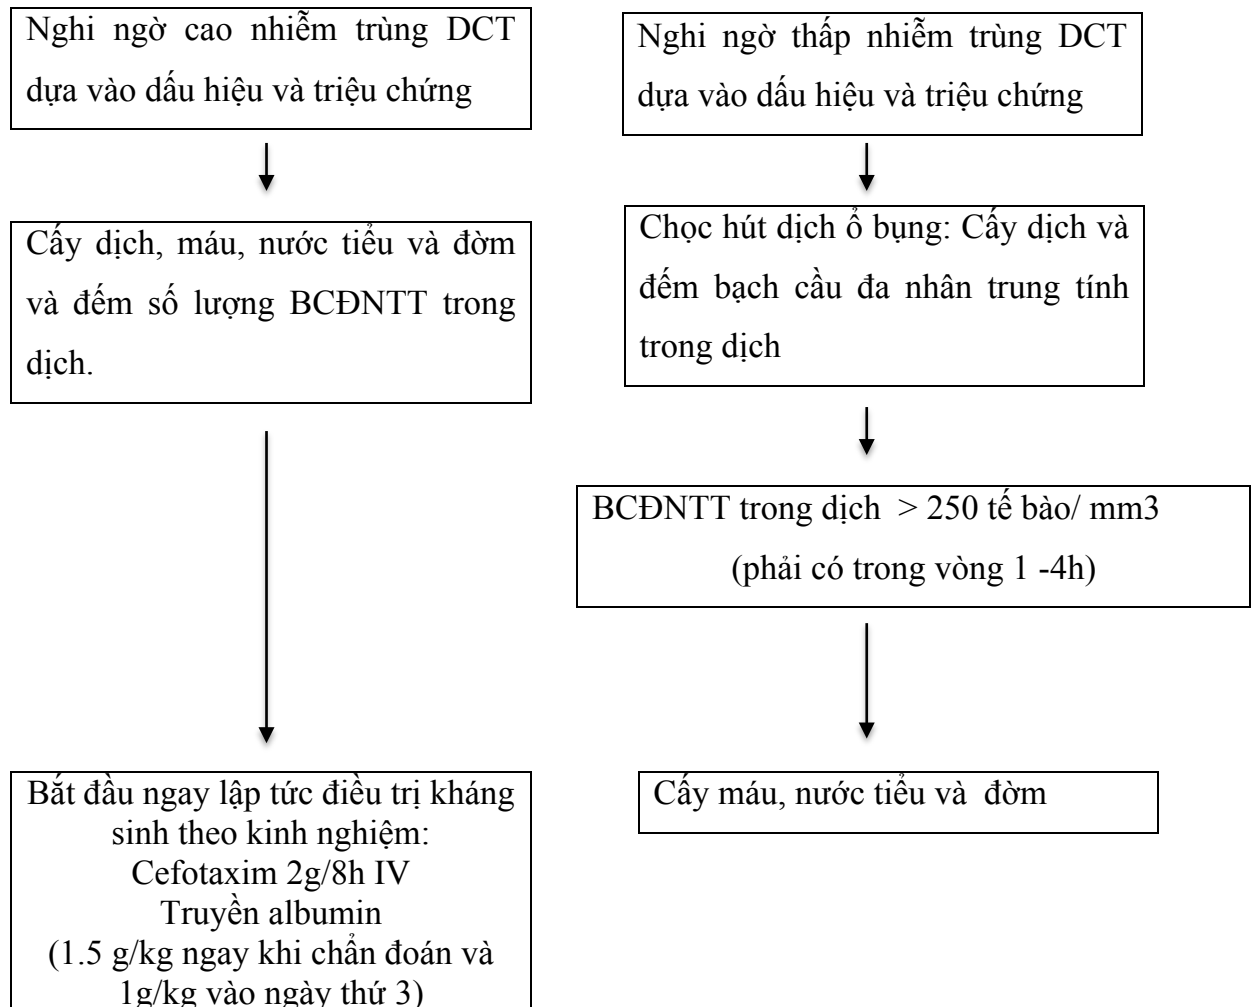 Nghi ngờ cao nhiễm trùng DCT
dựa vào dấu hiệu và triệu chứng
Cấy dịch, máu, nước tiểu và đờm
và đếm số lượng BCĐNTT trong
dịch.
Bắt đầu ngay lập tức điều trị kháng
sinh theo kinh nghiệm:
Cefotaxim 2g/8h IV
Truyền albumin
(1.5 g/kg ngay khi chẩn đoán và
1g/kg vào ngày thứ 3)
Nghi ngờ thấp nhiễm trùng DCT
dựa vào dấu hiệu và triệu chứng
Chọc hút dịch ổ bụng: Cấy dịch và
đếm bạch cầu đa nhân trung tính
trong dịch
BCĐNTT trong dịch > 250 tế bào/ mm3
(phải có trong vòng 1 -4h)
Cấy máu, nước tiểu và đờm